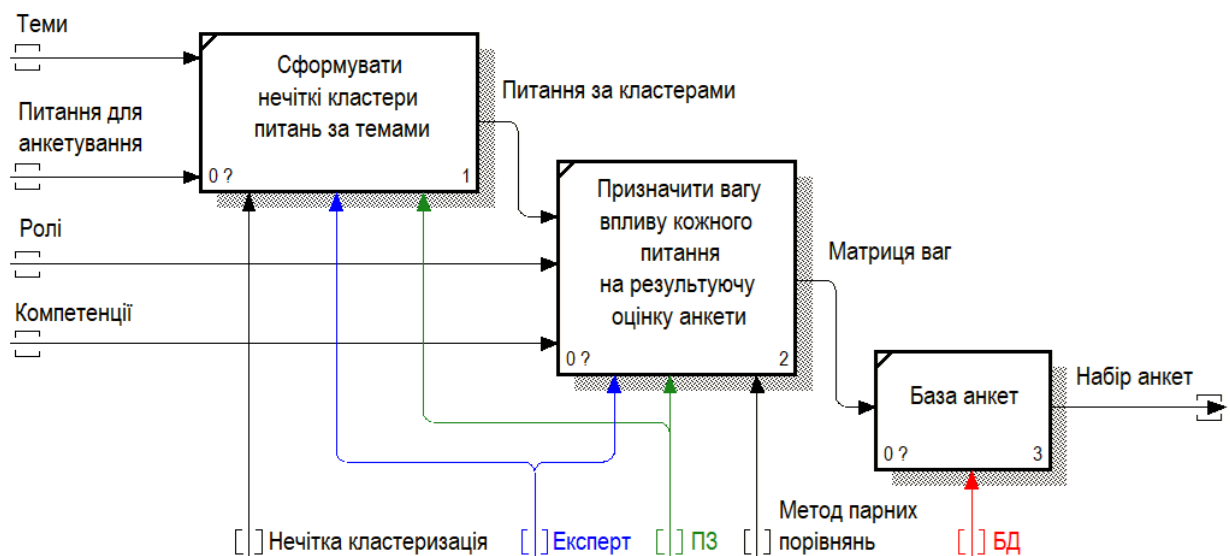 Теми
Питання для
анкетування
Ролі
Компетенції
Сформувати
нечіткі кластери
питань за темами
0 ?
1
Питання за кластерами
Призначити вагу
впливу кожного
питання
на результуючу
оцінку анкети
0 ?
2
Матриця ваг
База анкет
0 ?
3
Набір анкет
Нечітка кластеризація
Експерт
ПЗ
Метод парних
порівнянь
БД